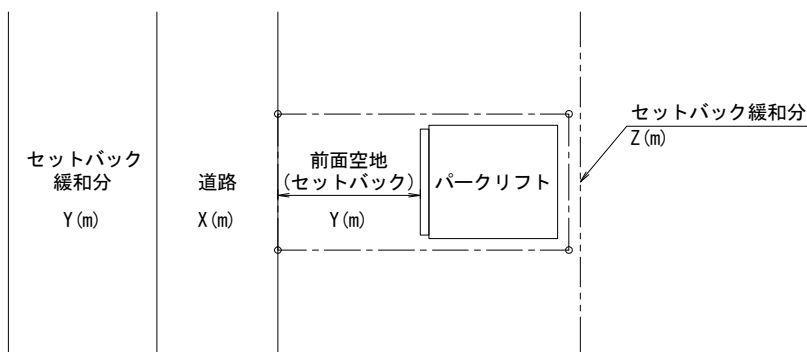 セットバック
緩和分
Y(m)
道路
X(m)
前面空地
(セットバック)
Y(m)
パークリフト
セットバック緩和分
Z(m)